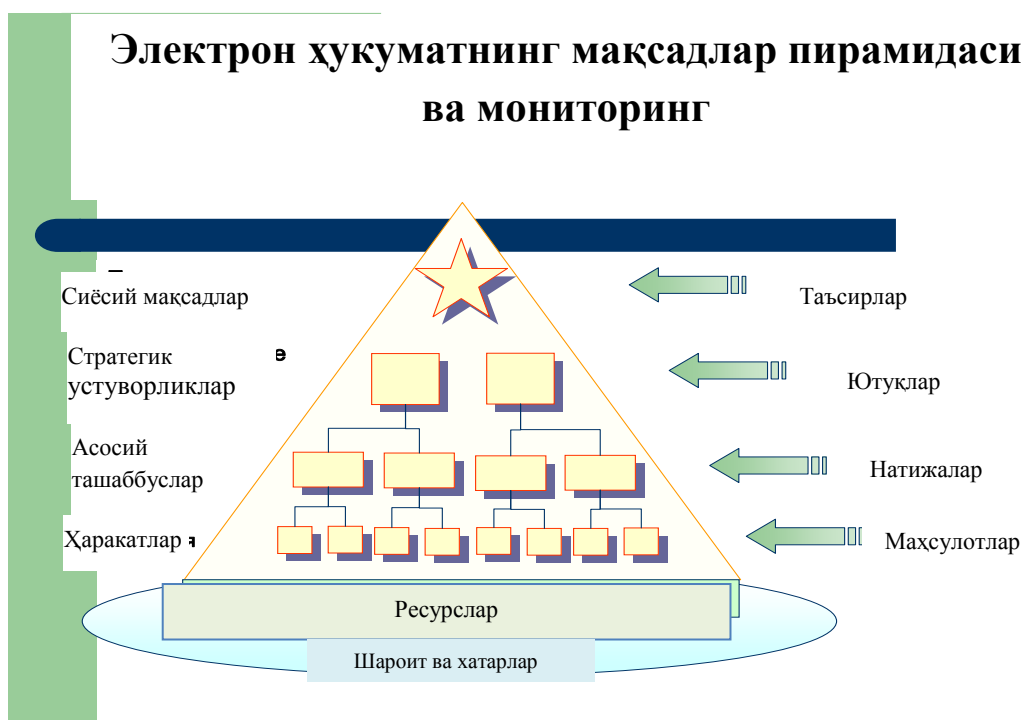 Электрон ҳукуматнинг мақсадлар пирамидаси
ва мониторинг
Сиёсий мақсадлар
Таъсирлар
Стратегик
устуворликлар
Ютуқлар
Асосий
ташаббуслар
Натижалар
Ҳаракатлар
Маҳсулотлар
Ресурслар
Шароит ва хатарлар